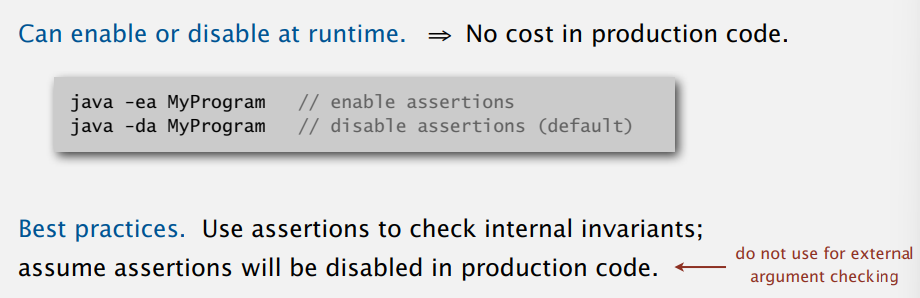 Can enable or disable at runtime. ⇒ No cost in production code.
java -ea MyProgram // enable assertions
java -da MyProgram // disable assertions (default)
Best practices. Use assertions to check internal invariants;
assume assertions will be disabled in production code.
do not use for external
argument checking